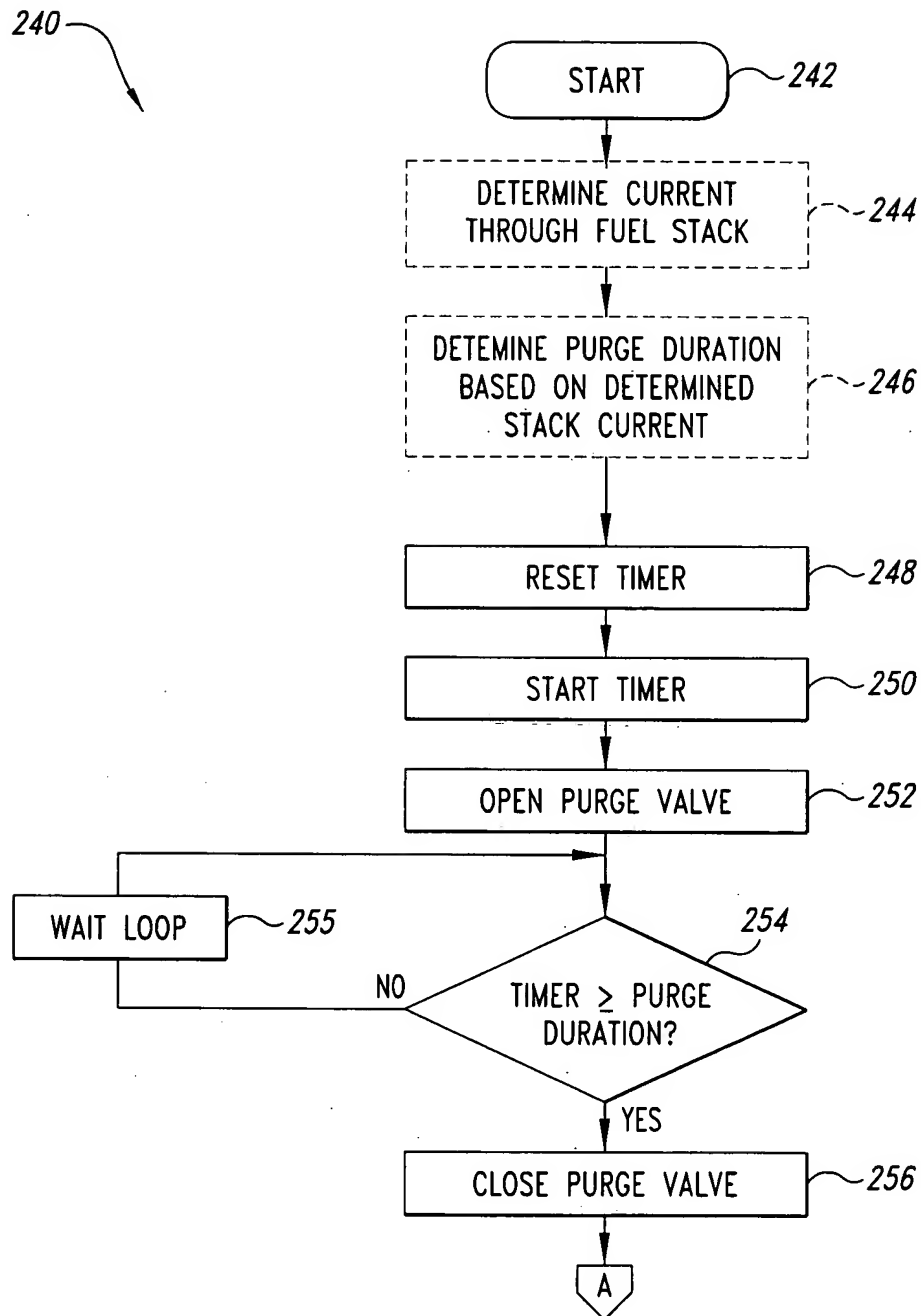 240
START
242
DETERMINE CURRENT
THROUGH FUEL STACK
244
DETEMINE PURGE DURATION
BASED ON DETERMINED
STACK CURRENT
246
RESET TIMER
248
START TIMER
250
OPEN PURGE VALVE
252
WAIT LOOP
255
254
NO
TIMER ≥ PURGE
DURATION?
YES
CLOSE PURGE VALVE
256
A